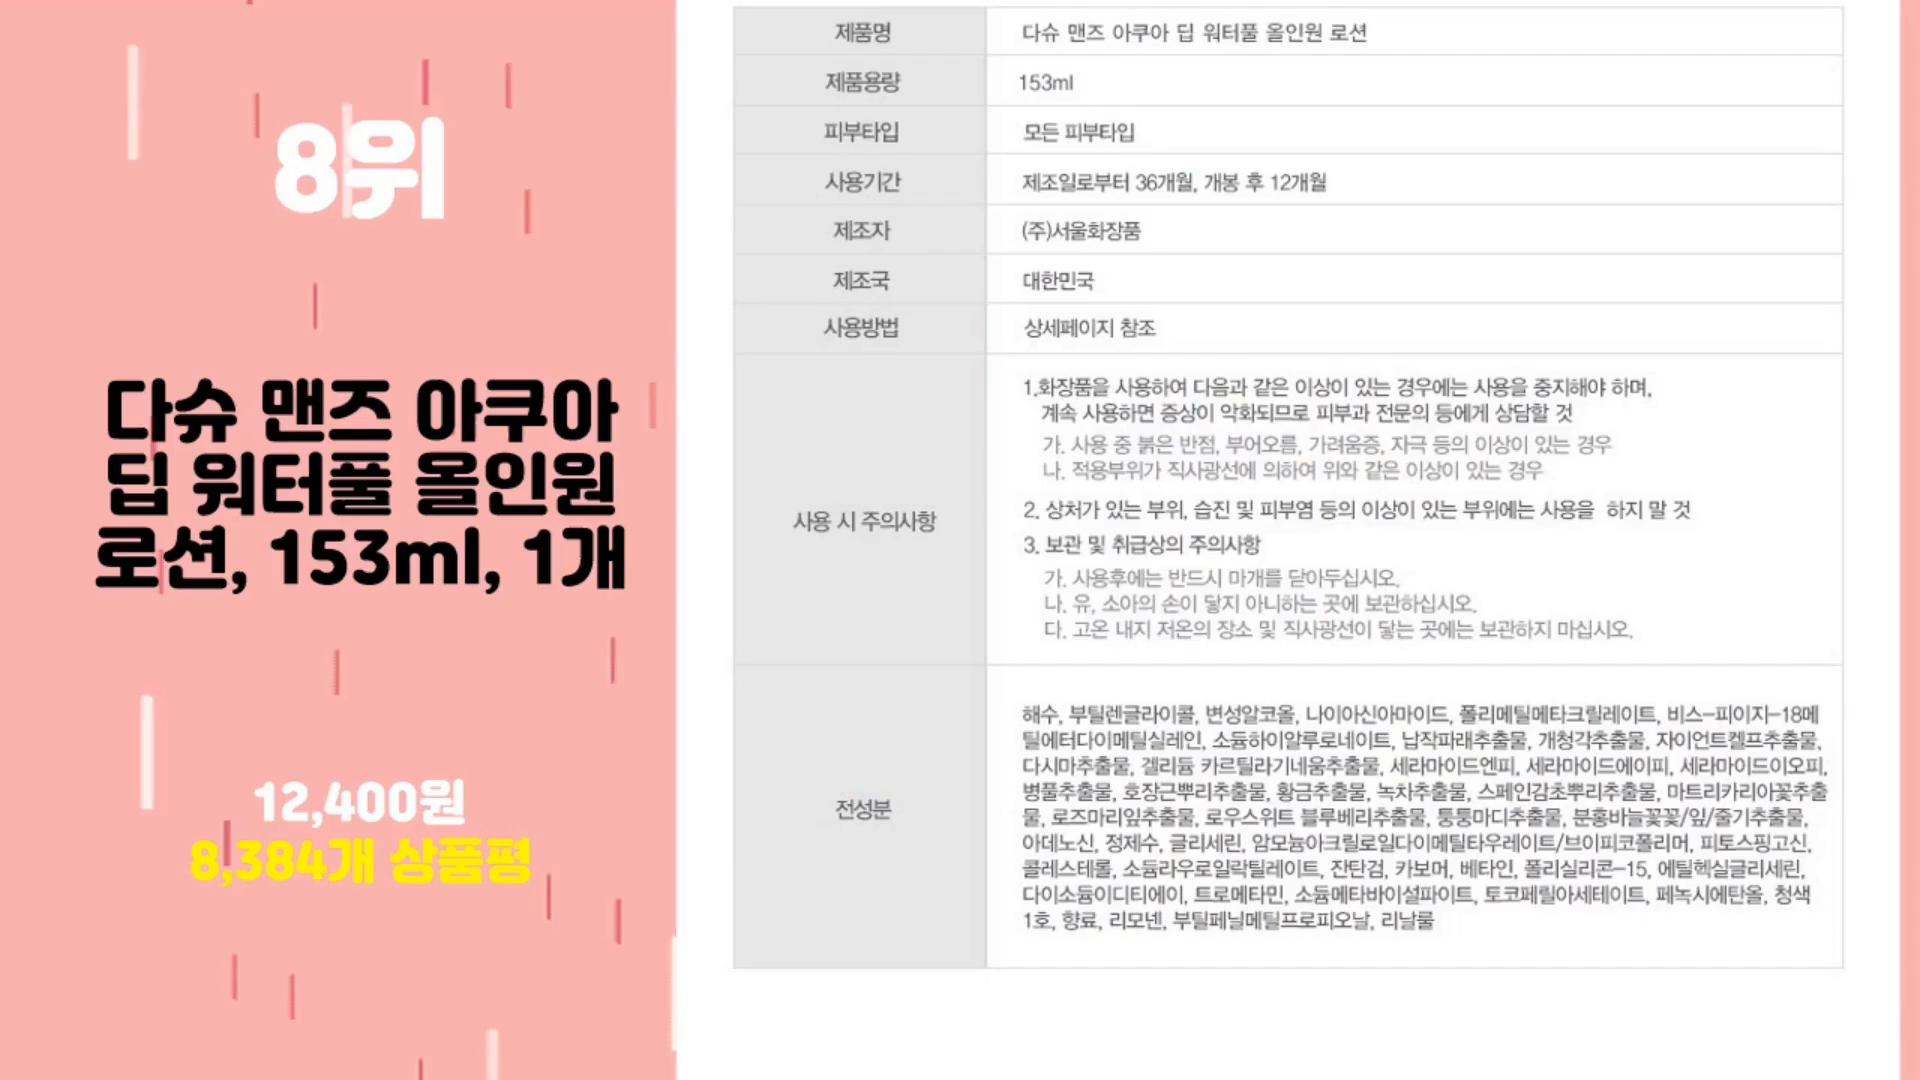 8위
다슈 맨즈 아쿠아
딥 워터풀 올인원
로션, 153ml, 1개
12,400원
8,384개 상품평
제품명 다슈 맨즈 아쿠아 딥 워터풀 올인원 로션
제품용량 153ml
피부타입 모든 피부타입
사용기간 제조일로부터 36개월, 개봉 후 12개월
제조자 (주)서울화장품
제조국 대한민국
사용방법 상세페이지 참조
사용 시 주의사항
1.화장품을 사용하여 다음과 같은 이상이 있는 경우에는 사용을 중지해야 하며,
계속 사용하면 증상이 악화되므로 피부과 전문의 등에게 상담할 것
가. 사용 중 붉은 반점, 부어오름, 가려움증, 자극 등의 이상이 있는 경우
나. 적용부위가 직사광선에 의하여 위와 같은 이상이 있는 경우
2. 상처가 있는 부위, 습진 및 피부염 등의 이상이 있는 부위에는 사용을 하지 말 것
3. 보관 및 취급상의 주의사항
가. 사용후에는 반드시 마개를 닫아두십시오.
나. 유, 소아의 손이 닿지 아니하는 곳에 보관하십시오.
다. 고온 내지 저온의 장소 및 직사광선이 닿는 곳에는 보관하지 마십시오.
전성분
해수, 부틸렌글라이콜, 변성알코올, 나이아신아마이드, 폴리메틸메타크릴레이트, 비스-피이지-18메
틸에터다이메틸실레인, 소듐하이알루로네이트, 납작파래추출물, 개청각추출물, 자이언트켈프추출물,
다시마추출물, 겔리듐 카르틸라기네움추출물, 세라마이드엔피, 세라마이드에이피, 세라마이드이오피,
병풀추출물, 호장근뿌리추출물, 황금추출물, 녹차추출물, 스페인감초뿌리추출물, 마트리카리아꽃추출
물, 로즈마리잎추출물, 로우스위트 블루베리추출물, 퉁퉁마디추출물, 분홍바늘꽃꽃/잎/줄기추출물,
아데노신, 정제수, 글리세린, 암모늄아크릴로일다이메틸타우레이트/브이피코폴리머, 피토스핑고신,
콜레스테롤, 소듐라우로일락틸레이트, 잔탄검, 카보머, 베타인, 폴리실리콘-15, 에틸헥실글리세린,
다이소듐이디티에이, 트로메타민, 소듐메타바이설파이트, 토코페릴아세테이트, 페녹시에탄올, 청색
1호, 향료, 리모넨, 부틸페닐메틸프로피오날, 리날룰